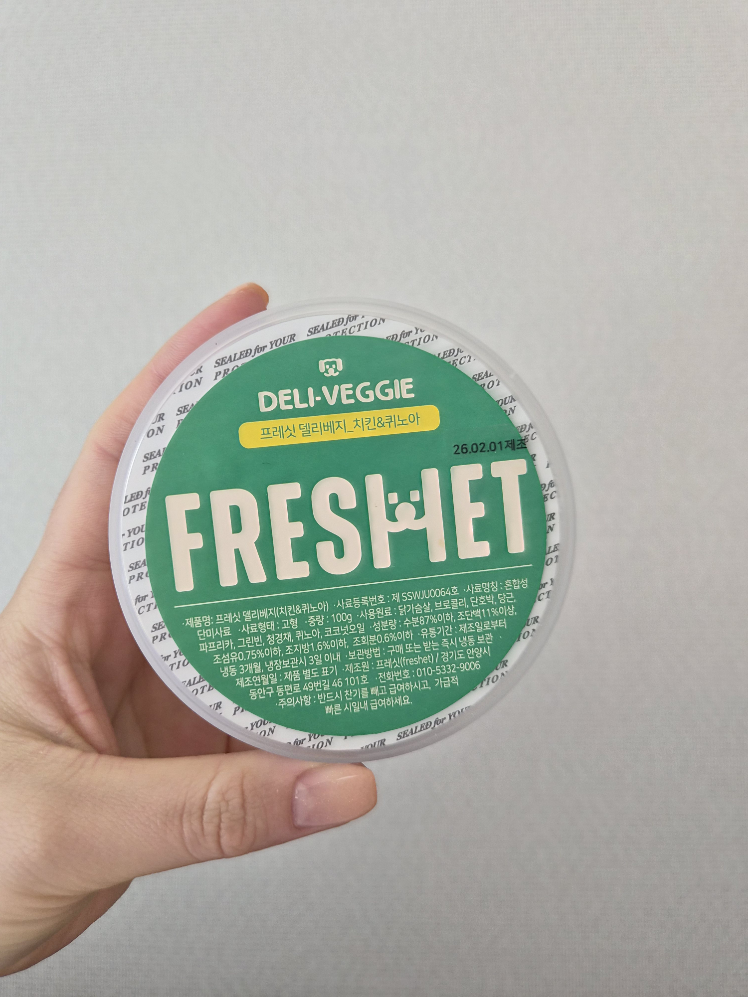 SEALED for YOUR PROTECTION
DELI·VEGGIE
프레싯 델리베지_치킨&퀴노아
26.02.01제조
FRESHET
·제품명: 프레싯 델리베지(치킨&퀴노아) ·사료등록번호 : 제 SSWJU0064호 ·사료명칭 : 혼합성
단미사료 ·사료형태 : 고형 ·중량 : 100g ·사용원료 : 닭가슴살, 브로콜리, 단호박, 당근,
파프리카, 그린빈, 청경채, 퀴노아, 코코넛오일 ·성분량 : 수분87%이하, 조단백11%이상,
조섬유0.75%이하, 조지방1.6%이하, 조회분0.6%이하 ·유통기간 : 제조일로부터
냉동 3개월, 냉장보관시 3일 이내 ·보관방법 : 구매 또는 받는 즉시 냉동 보관 ·
제조연월일 : 제품 별도 표기 ·제조원 : 프레싯(freshet) / 경기도 안양시
동안구 동편로 49번길 46 101호 ·전화번호 : 010-5332-9006
·주의사항 : 반드시 찬기를 빼고 급여하시고, 가급적
빠른 시일내 급여하세요.